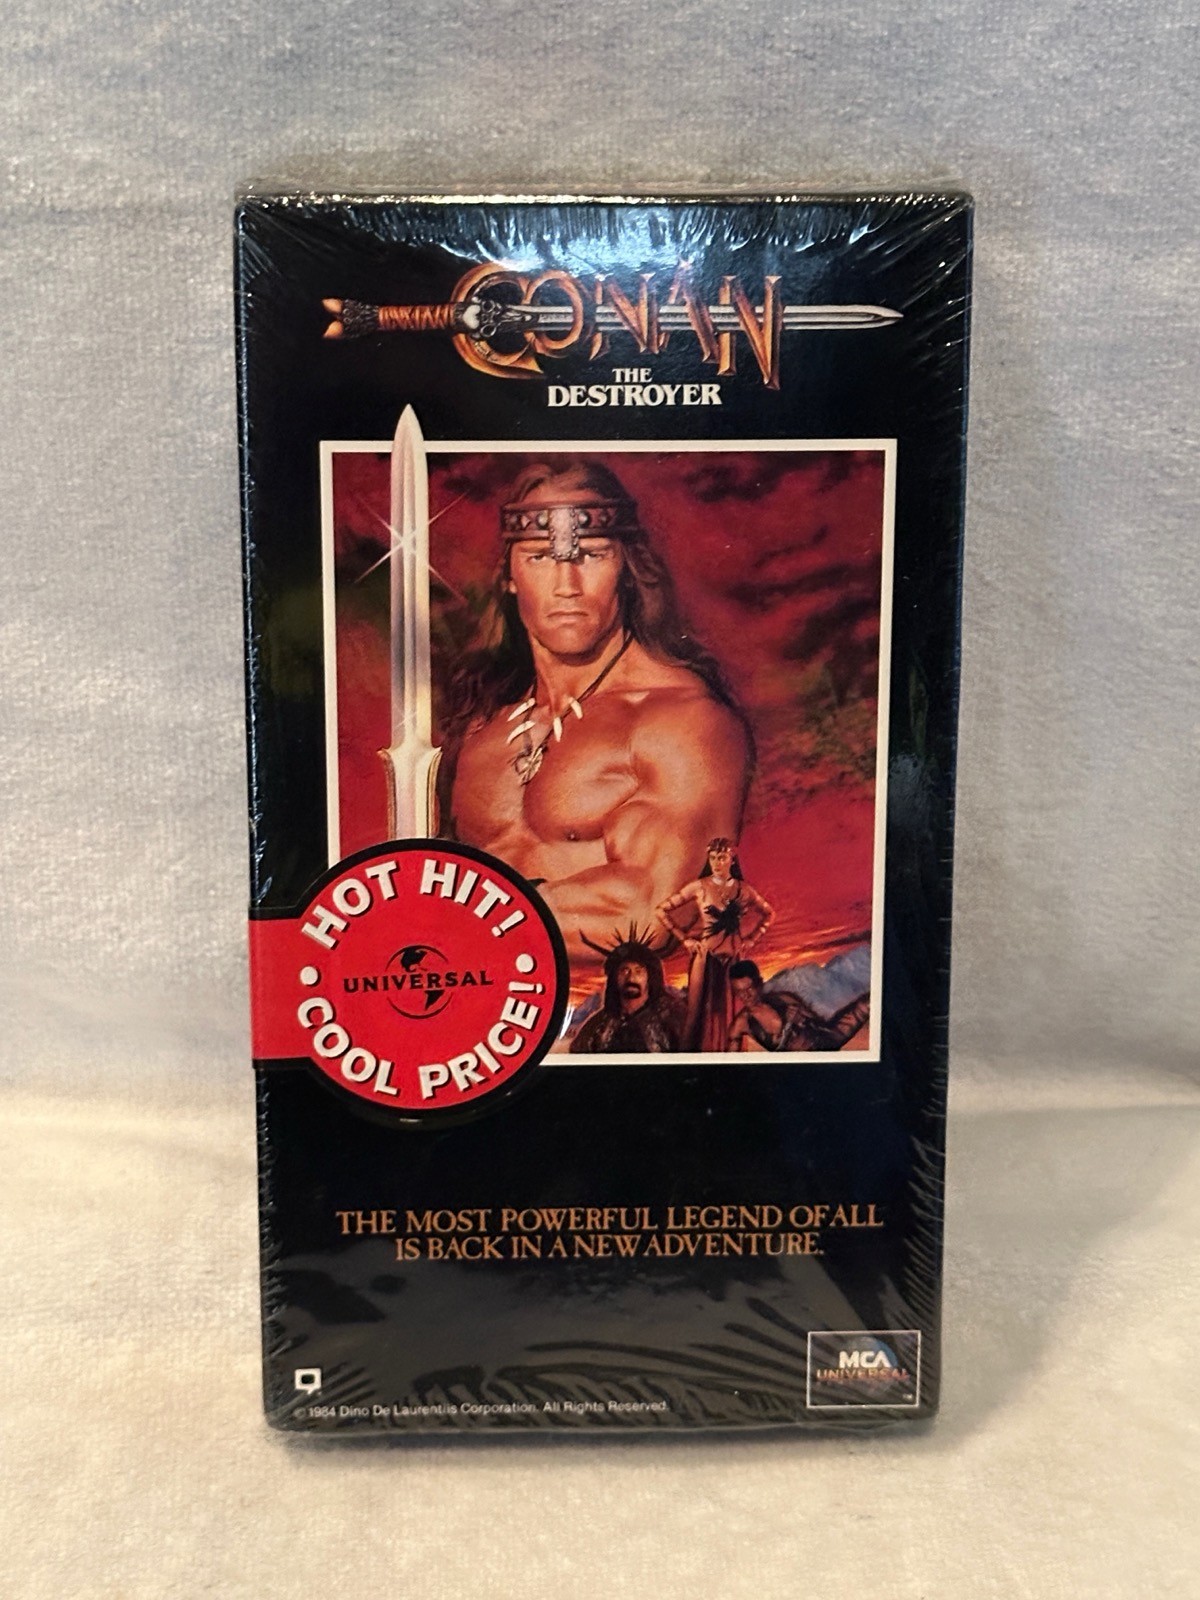 CONAN
THE
DESTROYER
HOT HIT!
UNIVERSAL
COOL PRICE!
THE MOST POWERFUL LEGEND OF ALL
IS BACK IN A NEW ADVENTURE.
MCA
UNIVERSAL
TM
© 1984 Dino De Laurentiis Corporation. All Rights Reserved.